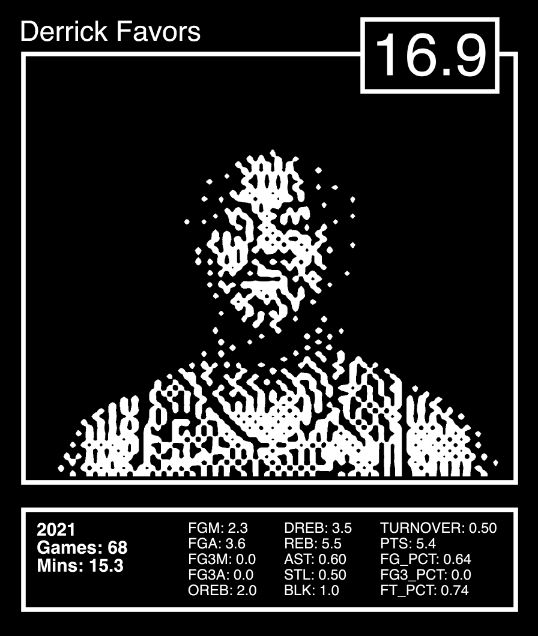 Derrick Favors
16.9
2021
Games: 68
Mins: 15.3
FGM: 2.3
FGA: 3.6
FG3M: 0.0
FG3A: 0.0
OREB: 2.0
DREB: 3.5
REB: 5.5
AST: 0.60
STL: 0.50
BLK: 1.0
TURNOVER: 0.50
PTS: 5.4
FG_PCT: 0.64
FG3_PCT: 0.0
FT_PCT: 0.74